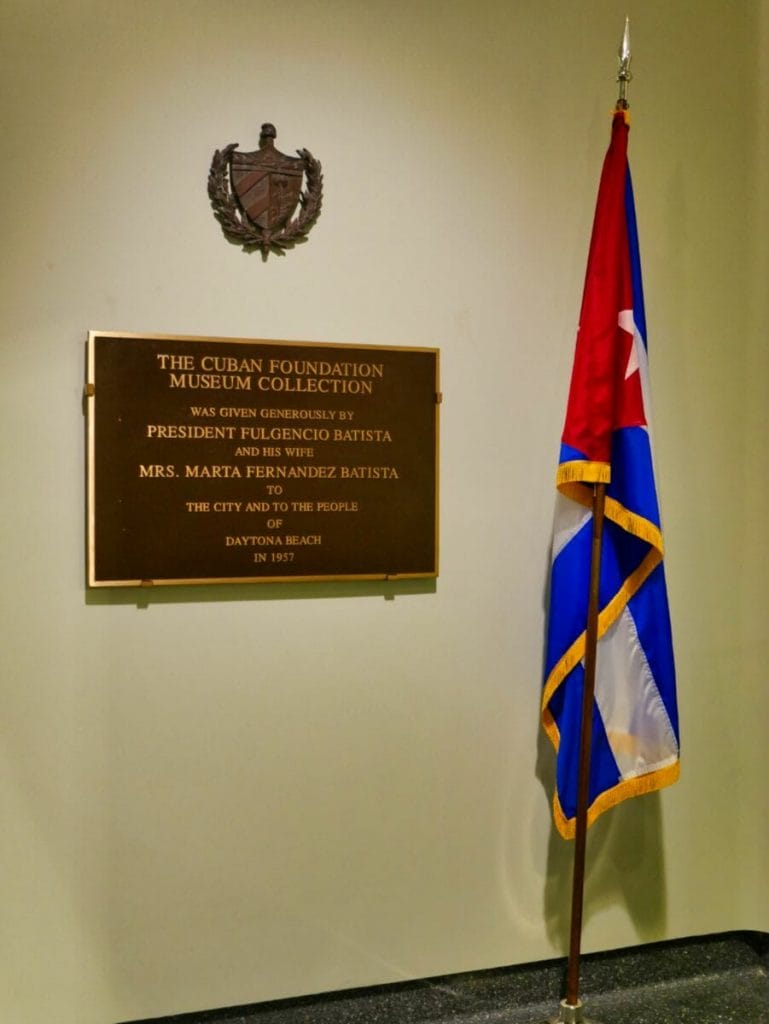 THE CUBAN FOUNDATION
MUSEUM COLLECTION
WAS GIVEN GENEROUSLY BY
PRESIDENT FULGENCIO BATISTA
AND HIS WIFE
MRS. MARTA FERNANDEZ BATISTA
TO
THE CITY AND TO THE PEOPLE
OF
DAYTONA BEACH
IN 1957